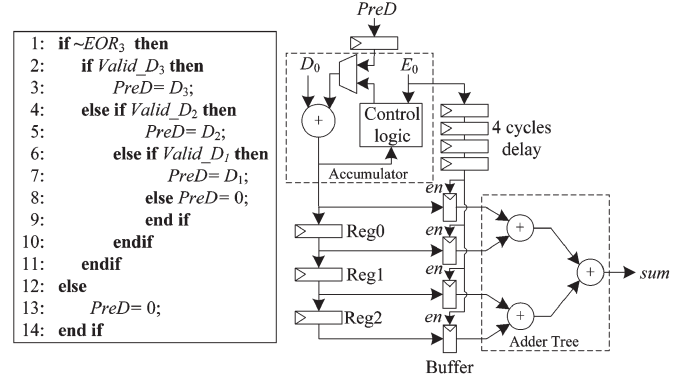 1: if ~EOR3 then
2: if Valid_D3 then
3: PreD= D3;
4: else if Valid_D2 then
5: PreD= D2;
6: else if Valid_D1 then
7: PreD= D1;
8: else PreD= 0;
9: end if
10: endif
11: endif
12: else
13: PreD= 0;
14: end if
PreD
D0
E0
+
Control
logic
4 cycles
delay
Accumulator
en
Reg0
+
en
Reg1
en
+
sum
Reg2
en
+
Adder Tree
Buffer